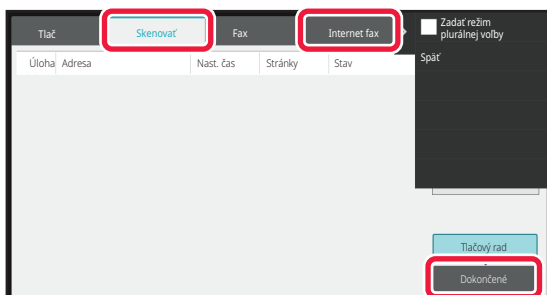 Tlač Skenovať Fax Internet fax
Zadať režim
plurálnej voľby
Úloha Adresa Nast. čas Stránky Stav
Späť
Tlačový rad
Dokončené